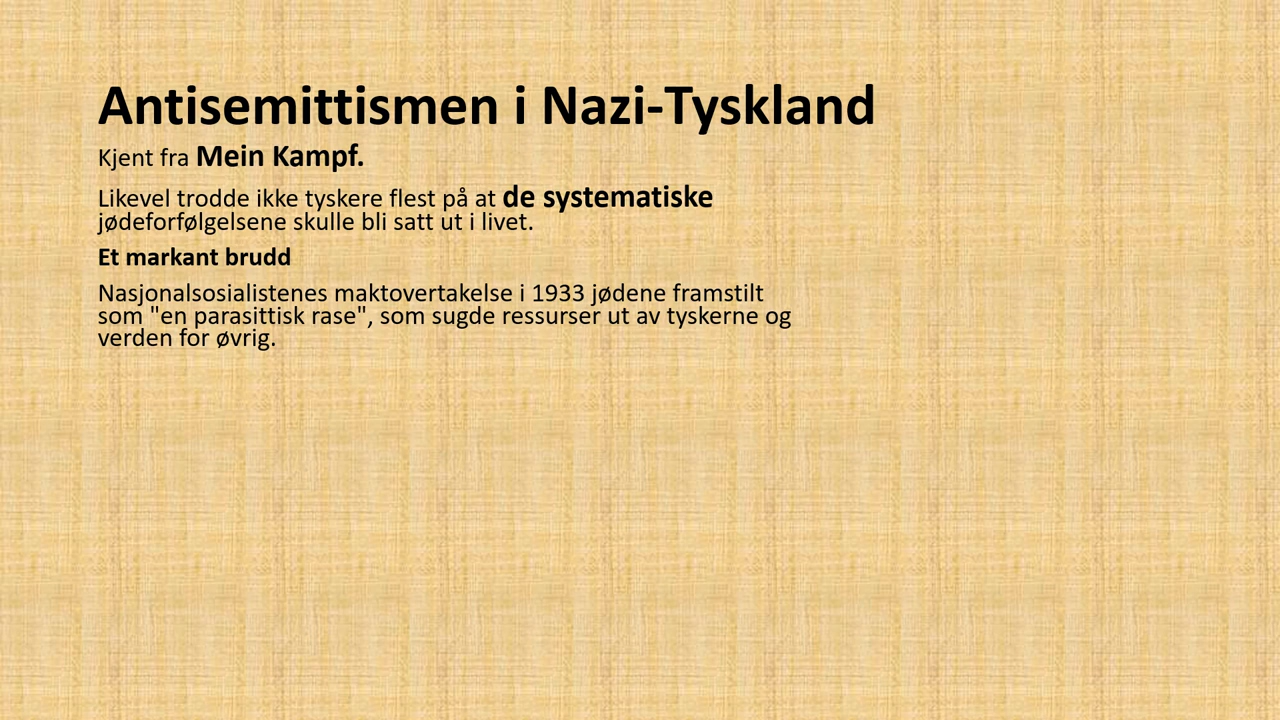 Antisemittismen i Nazi-Tyskland
Kjent fra Mein Kampf.
Likevel trodde ikke tyskere flest på at de systematiske
jødeforfølgelsene skulle bli satt ut i livet.
Et markant brudd
Nasjonalsosialistenes maktovertakelse i 1933 jødene framstilt
som "en parasittisk rase", som sugde ressurser ut av tyskerne og
verden for øvrig.